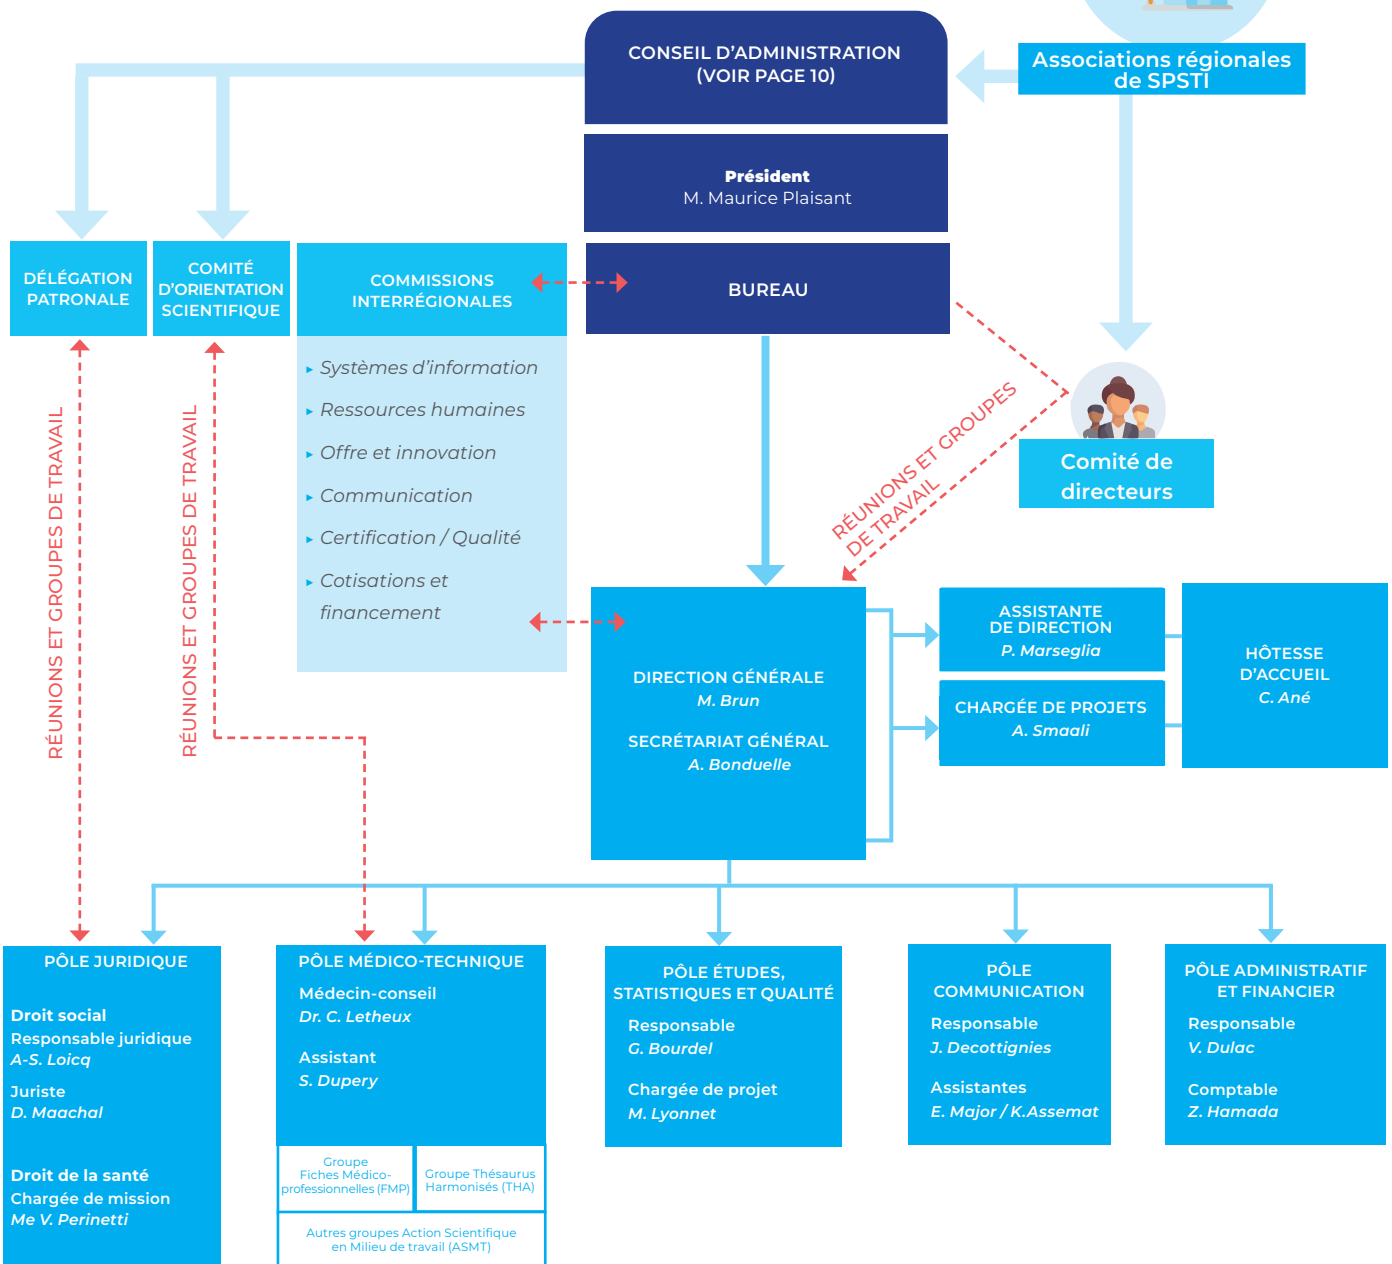 CONSEIL D'ADMINISTRATION
(VOIR PAGE 10)
Associations régionales
de SPSTI
Président
M. Maurice Plaisant
DÉLÉGATION
PATRONALE
COMITÉ
D'ORIENTATION
SCIENTIFIQUE
COMMISSIONS
INTERRÉGIONALES
BUREAU
▸ Systèmes d'information
▸ Ressources humaines
▸ Offre et innovation
▸ Communication
▸ Certification / Qualité
▸ Cotisations et
financement
RÉUNIONS ET GROUPES DE TRAVAIL
RÉUNIONS ET GROUPES DE TRAVAIL
RÉUNIONS ET GROUPES
DE TRAVAIL
Comité de
directeurs
DIRECTION GÉNÉRALE
M. Brun
SECRÉTARIAT GÉNÉRAL
A. Bonduelle
ASSISTANTE
DE DIRECTION
P. Marseglia
CHARGÉE DE PROJETS
A. Smaali
HÔTESSE
D'ACCUEIL
C. Ané
PÔLE JURIDIQUE
Droit social
Responsable juridique
A-S. Loicq
Juriste
D. Maachal
Droit de la santé
Chargée de mission
Me V. Perinetti
PÔLE MÉDICO-TECHNIQUE
Médecin-conseil
Dr. C. Letheux
Assistant
S. Dupery
Groupe
Fiches Médico-
professionnelles (FMP)
Groupe Thésaurus
Harmonisés (THA)
Autres groupes Action Scientifique
en Milieu de travail (ASMT)
PÔLE ÉTUDES,
STATISTIQUES ET QUALITÉ
Responsable
G. Bourdel
Chargée de projet
M. Lyonnet
PÔLE
COMMUNICATION
Responsable
J. Decottignies
Assistantes
E. Major / K.Assemat
PÔLE ADMINISTRATIF
ET FINANCIER
Responsable
V. Dulac
Comptable
Z. Hamada